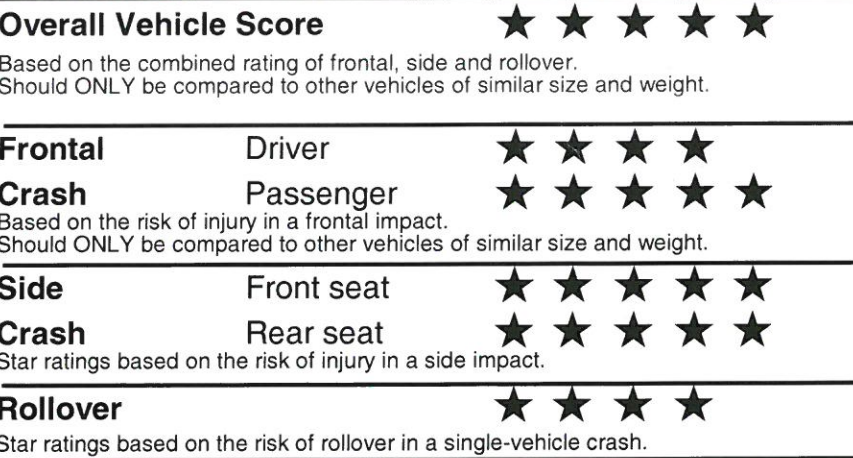 Overall Vehicle Score ★ ★ ★ ★ ★
Based on the combined rating of frontal, side and rollover.
Should ONLY be compared to other vehicles of similar size and weight.
Frontal Driver ★ ★ ★ ★
Crash Passenger ★ ★ ★ ★ ★
Based on the risk of injury in a frontal impact.
Should ONLY be compared to other vehicles of similar size and weight.
Side Front seat ★ ★ ★ ★ ★
Crash Rear seat ★ ★ ★ ★ ★
Star ratings based on the risk of injury in a side impact.
Rollover ★ ★ ★ ★
Star ratings based on the risk of rollover in a single-vehicle crash.